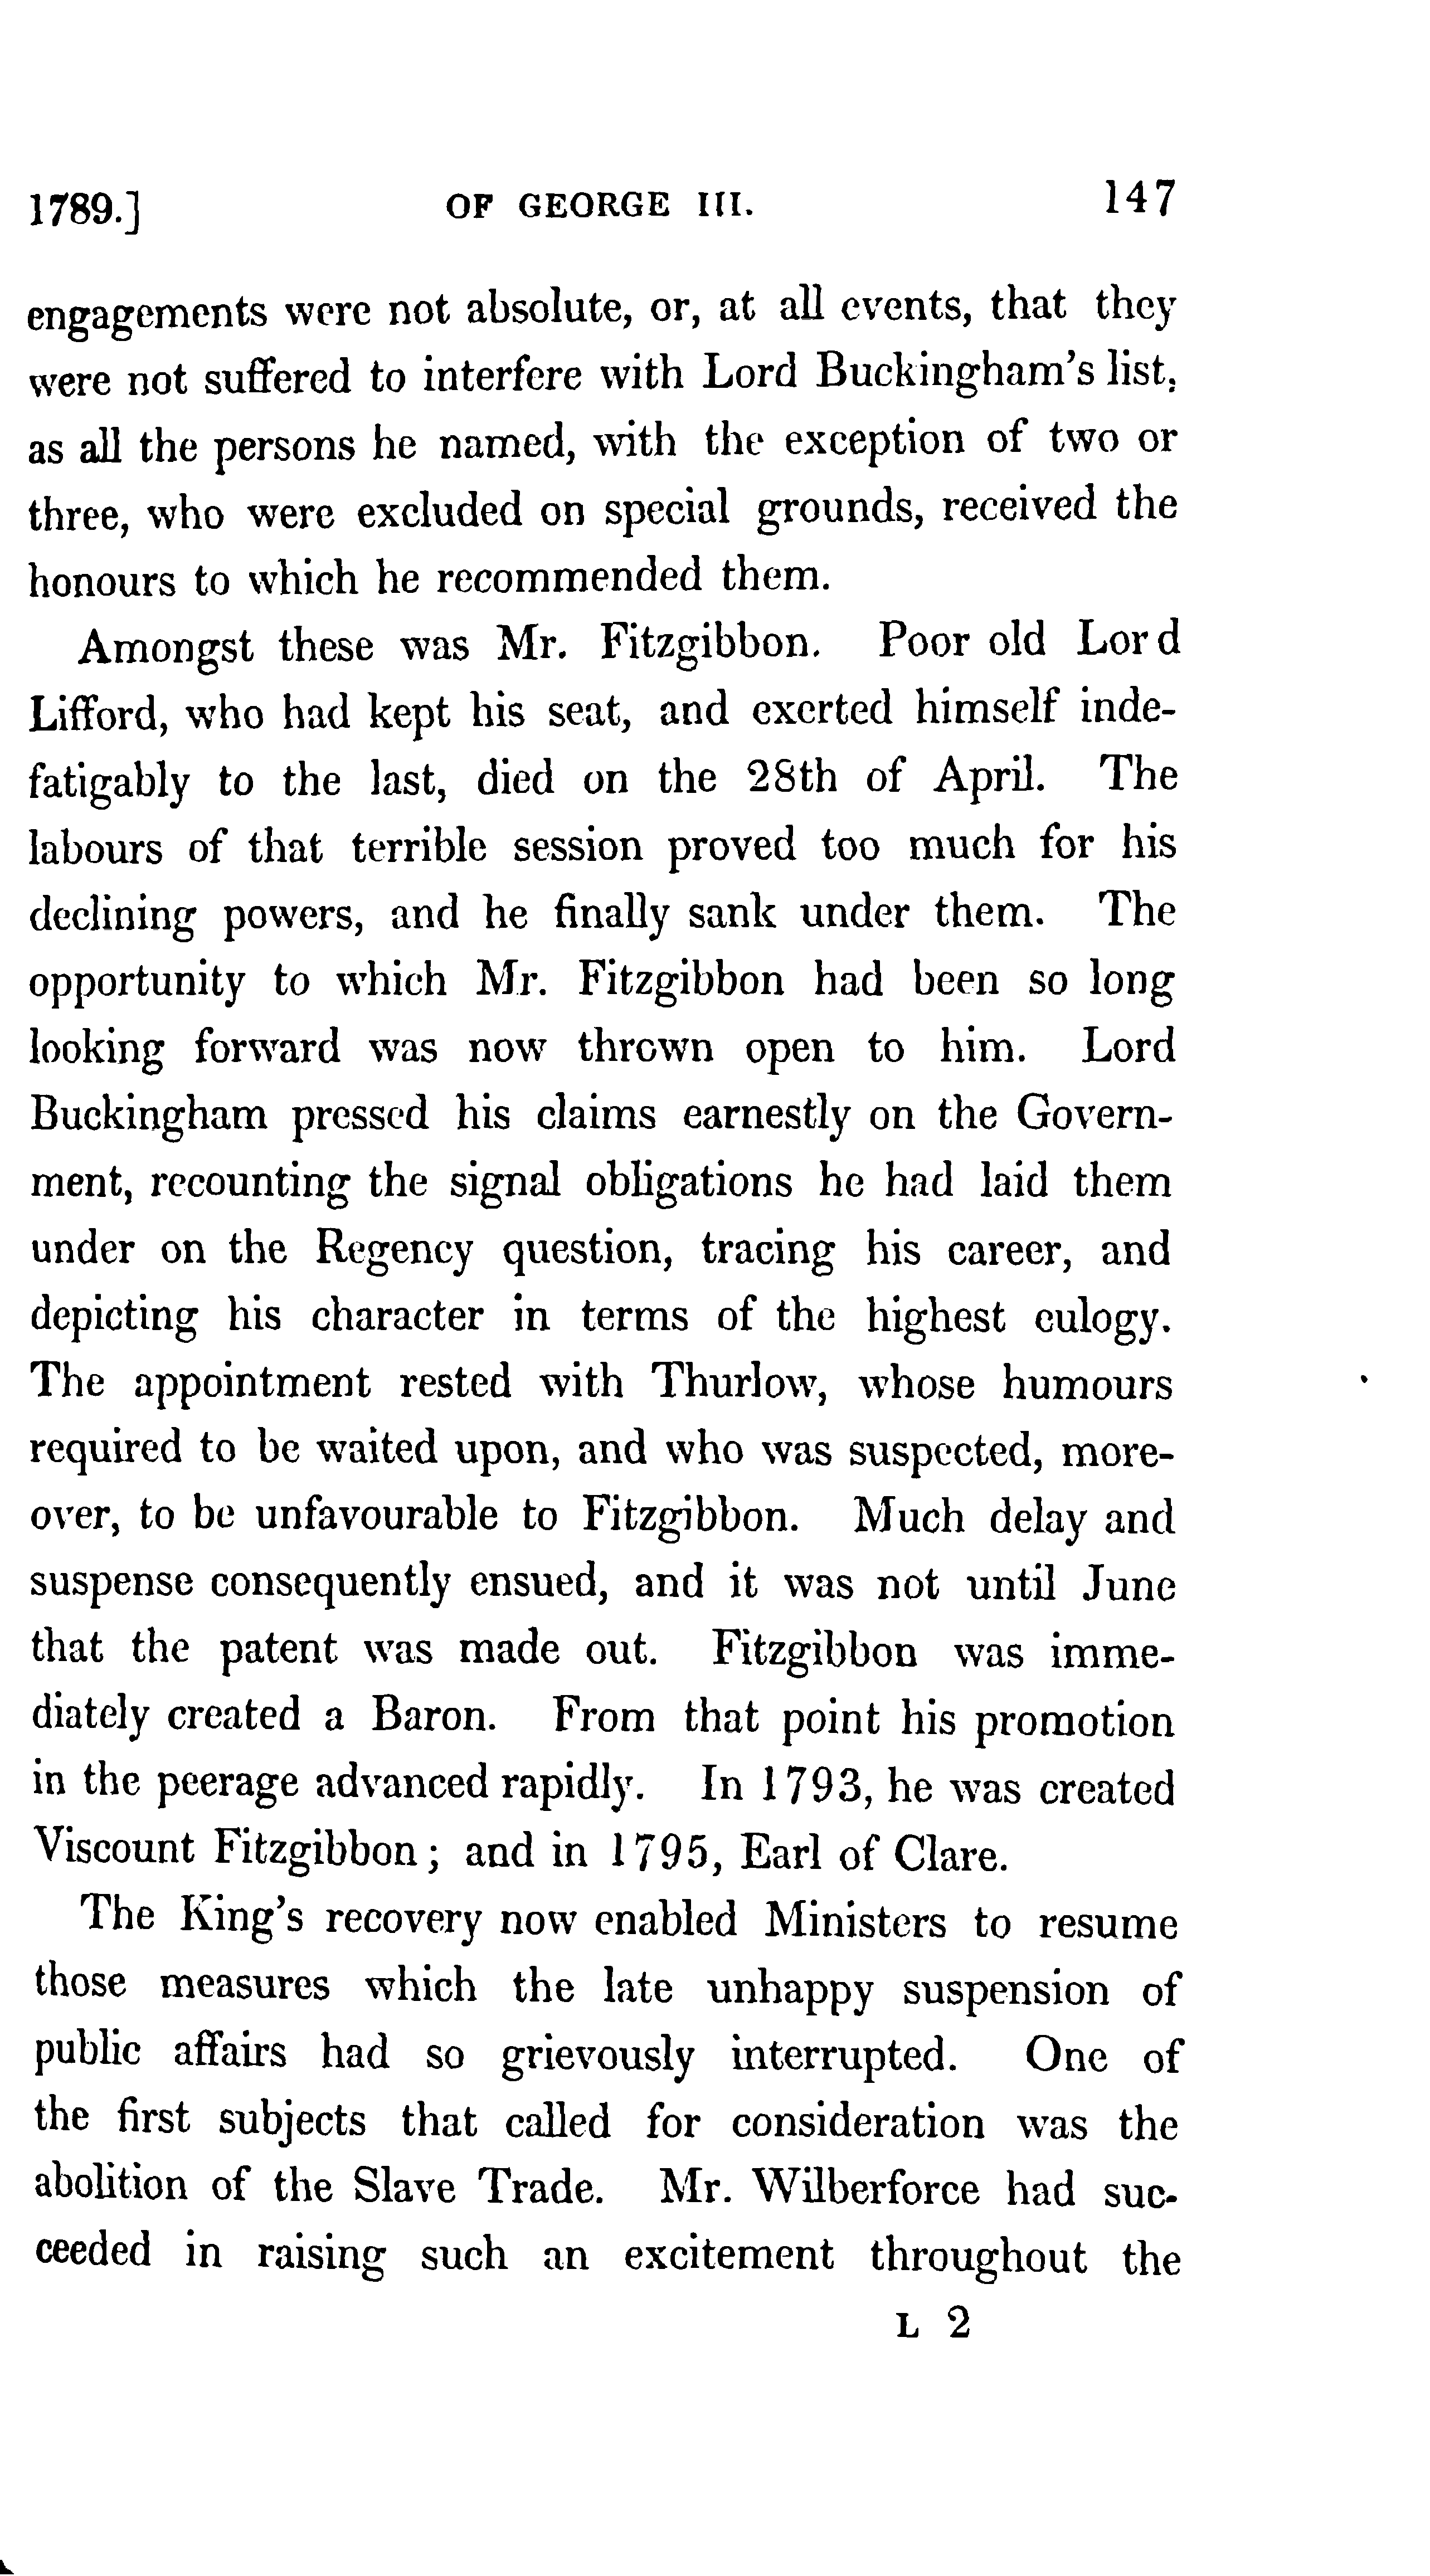 1789.] OF GEORGE III. 147
engagements were not absolute, or, at all events, that they
were not suffered to interfere with Lord Buckingham's list,
as all the persons he named, with the exception of two or
three, who were excluded on special grounds, received the
honours to which he recommended them.
Amongst these was Mr. Fitzgibbon. Poor old Lord
Lifford, who had kept his seat, and exerted himself inde-
fatigably to the last, died on the 28th of April. The
labours of that terrible session proved too much for his
declining powers, and he finally sank under them. The
opportunity to which Mr. Fitzgibbon had been so long
looking forward was now thrown open to him. Lord
Buckingham pressed his claims earnestly on the Govern-
ment, recounting the signal obligations he had laid them
under on the Regency question, tracing his career, and
depicting his character in terms of the highest eulogy.
The appointment rested with Thurlow, whose humours
required to be waited upon, and who was suspected, more-
over, to be unfavourable to Fitzgibbon. Much delay and
suspense consequently ensued, and it was not until June
that the patent was made out. Fitzgibbon was imme-
diately created a Baron. From that point his promotion
in the peerage advanced rapidly. In 1793, he was created
Viscount Fitzgibbon; and in 1795, Earl of Clare.
The King's recovery now enabled Ministers to resume
those measures which the late unhappy suspension of
public affairs had so grievously interrupted. One of
the first subjects that called for consideration was the
abolition of the Slave Trade. Mr. Wilberforce had suc-
ceeded in raising such an excitement throughout the
L 2